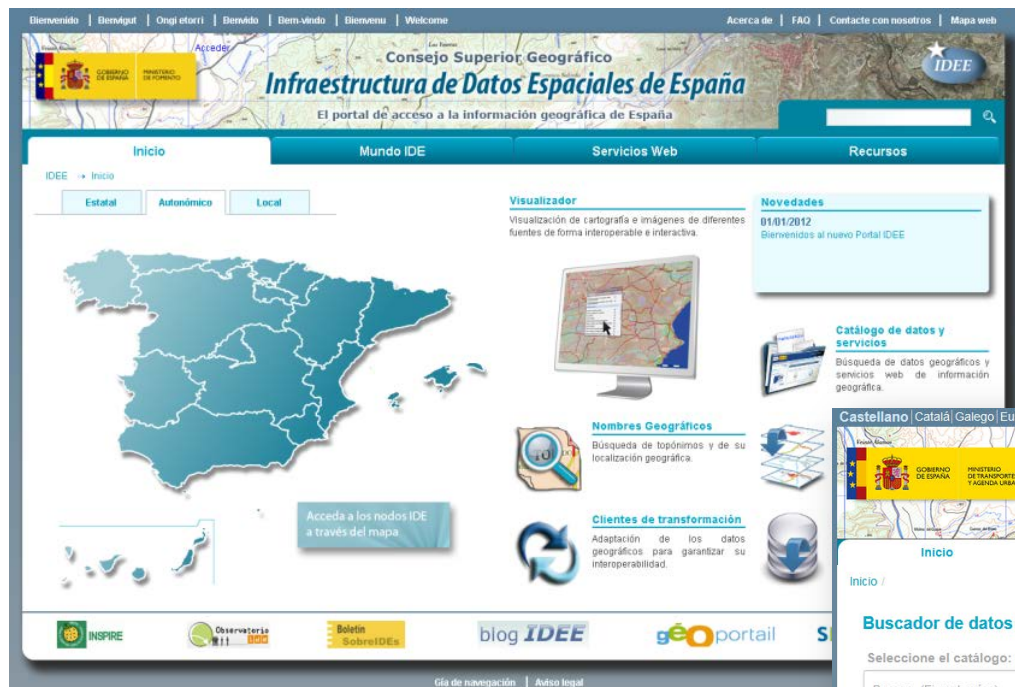 Bienvenido | Benvigut | Ongi etorri | Benvido | Bem-vindo | Bienvenu | Welcome
Acerca de | FAQ | Contacte con nosotros | Mapa web
Acceder
GOBIERNO DE ESPAÑA
MINISTERIO DE FOMENTO
Consejo Superior Geográfico
Infraestructura de Datos Espaciales de España
El portal de acceso a la información geográfica de España
IDEE
Inicio
Mundo IDE
Servicios Web
Recursos
IDEE → Inicio
Estatal
Autonómico
Local
Visualizador
Visualización de cartografía e imágenes de diferentes
fuentes de forma interoperable e interactiva.
Novedades
01/01/2012
Bienvenidos al nuevo Portal IDEE
Catálogo de datos y
servicios
Búsqueda de datos geográficos y
servicios web de información
geográfica.
Nombres Geográficos
Búsqueda de topónimos y de su
localización geográfica.
Clientes de transformación
Adaptación de los datos
geográficos para garantizar su
interoperabilidad.
Acceda a los nodos IDE
a través del mapa
INSPIRE
Observatorio
IDEE
Boletín
SobreIDEs
blog IDEE
géOportail
Gía de navegación | Aviso legal
Castellano | Català | Galego | Eu
GOBIERNO DE ESPAÑA
MINISTERIO DE TRANSPORTE
Y AGENDA URBA
Inicio
Inicio /
Buscador de datos
Seleccione el catálogo: